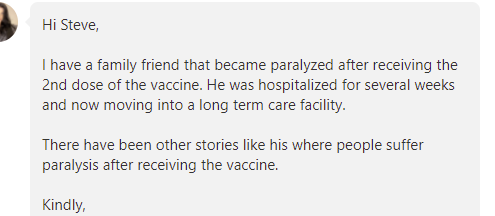 Hi Steve,
I have a family friend that became paralyzed after receiving the
2nd dose of the vaccine. He was hospitalized for several weeks
and now moving into a long term care facility.
There have been other stories like his where people suffer
paralysis after receiving the vaccine.
Kindly,